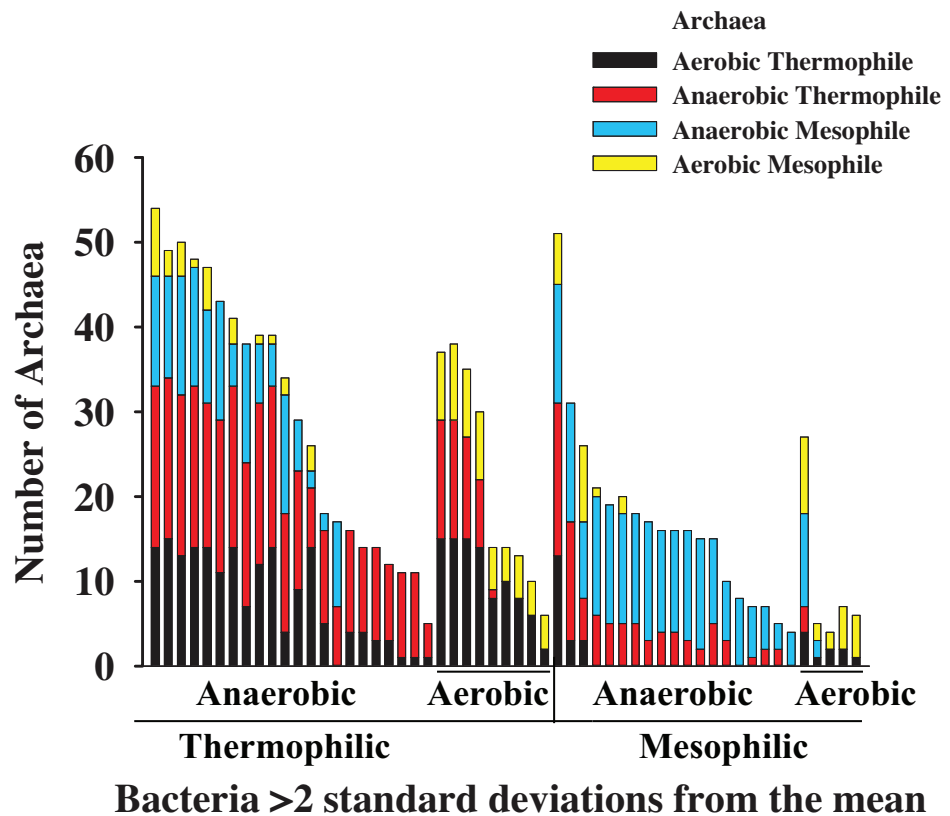 Archaea
Aerobic Thermophile
Anaerobic Thermophile
Anaerobic Mesophile
Aerobic Mesophile
Number of Archaea
60
50
40
30
20
10
0
Anaerobic Aerobic Anaerobic Aerobic
Thermophilic Mesophilic
Bacteria >2 standard deviations from the mean